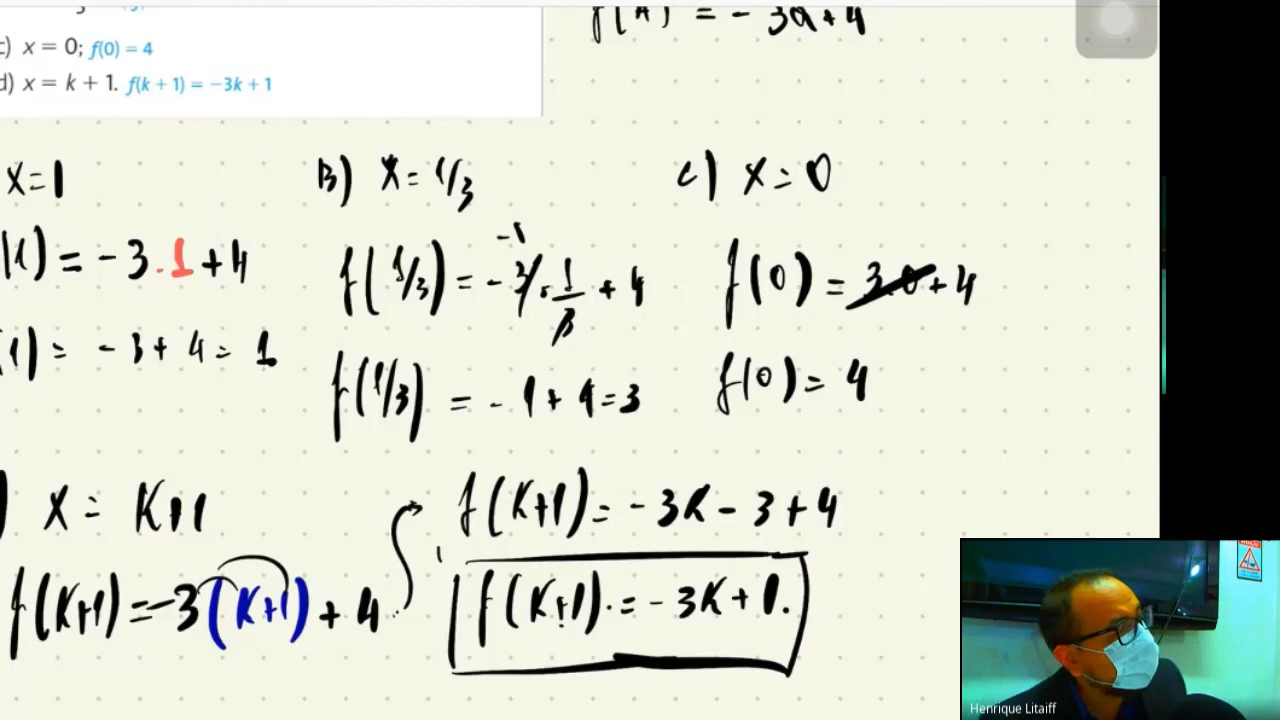 f(x) = - 3x + 4
c) x = 0; f(0) = 4
d) x = k + 1. f(k + 1) = −3k + 1
x = 1
B) x = 1/3
c) x = 0
(1) = - 3 . 1 + 4
f(1/3) = - 3 . 1/3 + 4
-1
f(0) = 3.0 + 4
(1) = - 3 + 4 = 1
f(1/3) = - 1 + 4 = 3
f(0) = 4
) x = K+1
f(K+1) = -3(K+1) + 4
f(K+1) = - 3K - 3 + 4
f(K+1) = - 3K + 1.
Henrique Litaiff